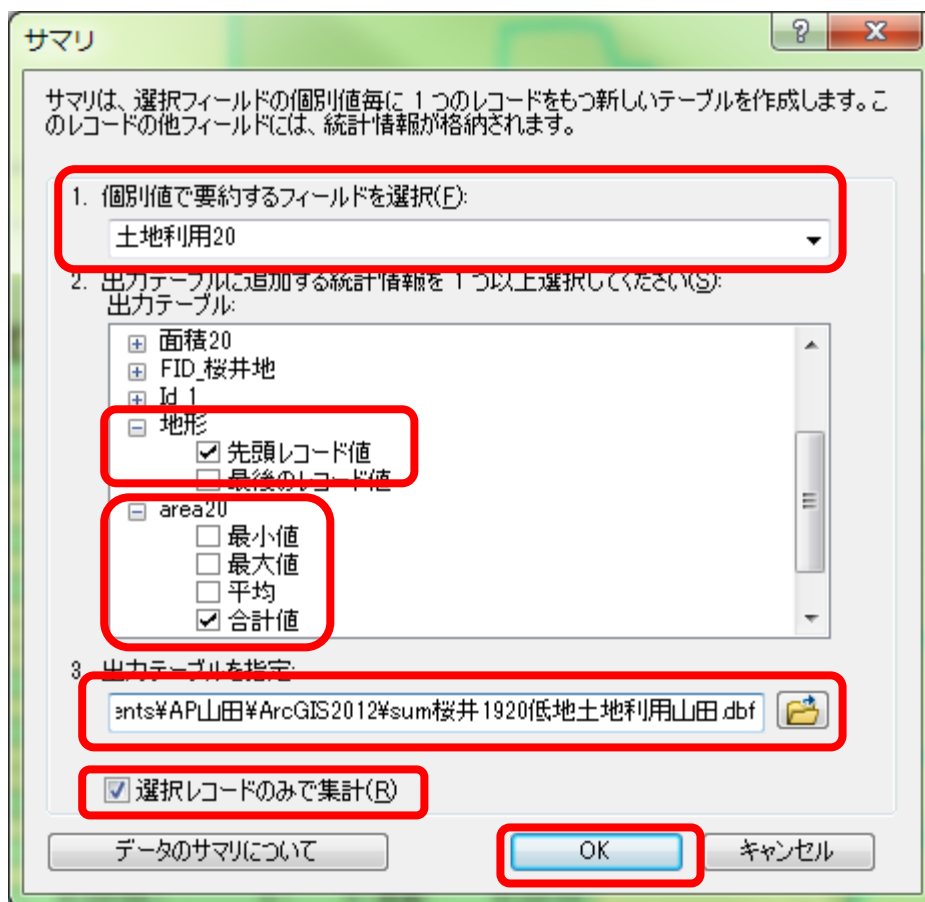 サマリ
サマリは、選択フィールドの個別値毎に 1 つのレコードをもつ新しいテーブルを作成します。こ
のレコードの他フィールドには、統計情報が格納されます。
1. 個別値で要約するフィールドを選択(F):
土地利用20
2. 出力テーブルに追加する統計情報を 1 つ以上選択してください(S):
出力テーブル:
面積20
FID_桜井地
Id_1
地形
先頭レコード値
最後のレコード値
area20
最小値
最大値
平均
合計値
3. 出力テーブルを指定:
ents¥AP山田¥ArcGIS2012¥sum桜井1920低地土地利用山田.dbf
選択レコードのみで集計(R)
データのサマリについて
OK
キャンセル